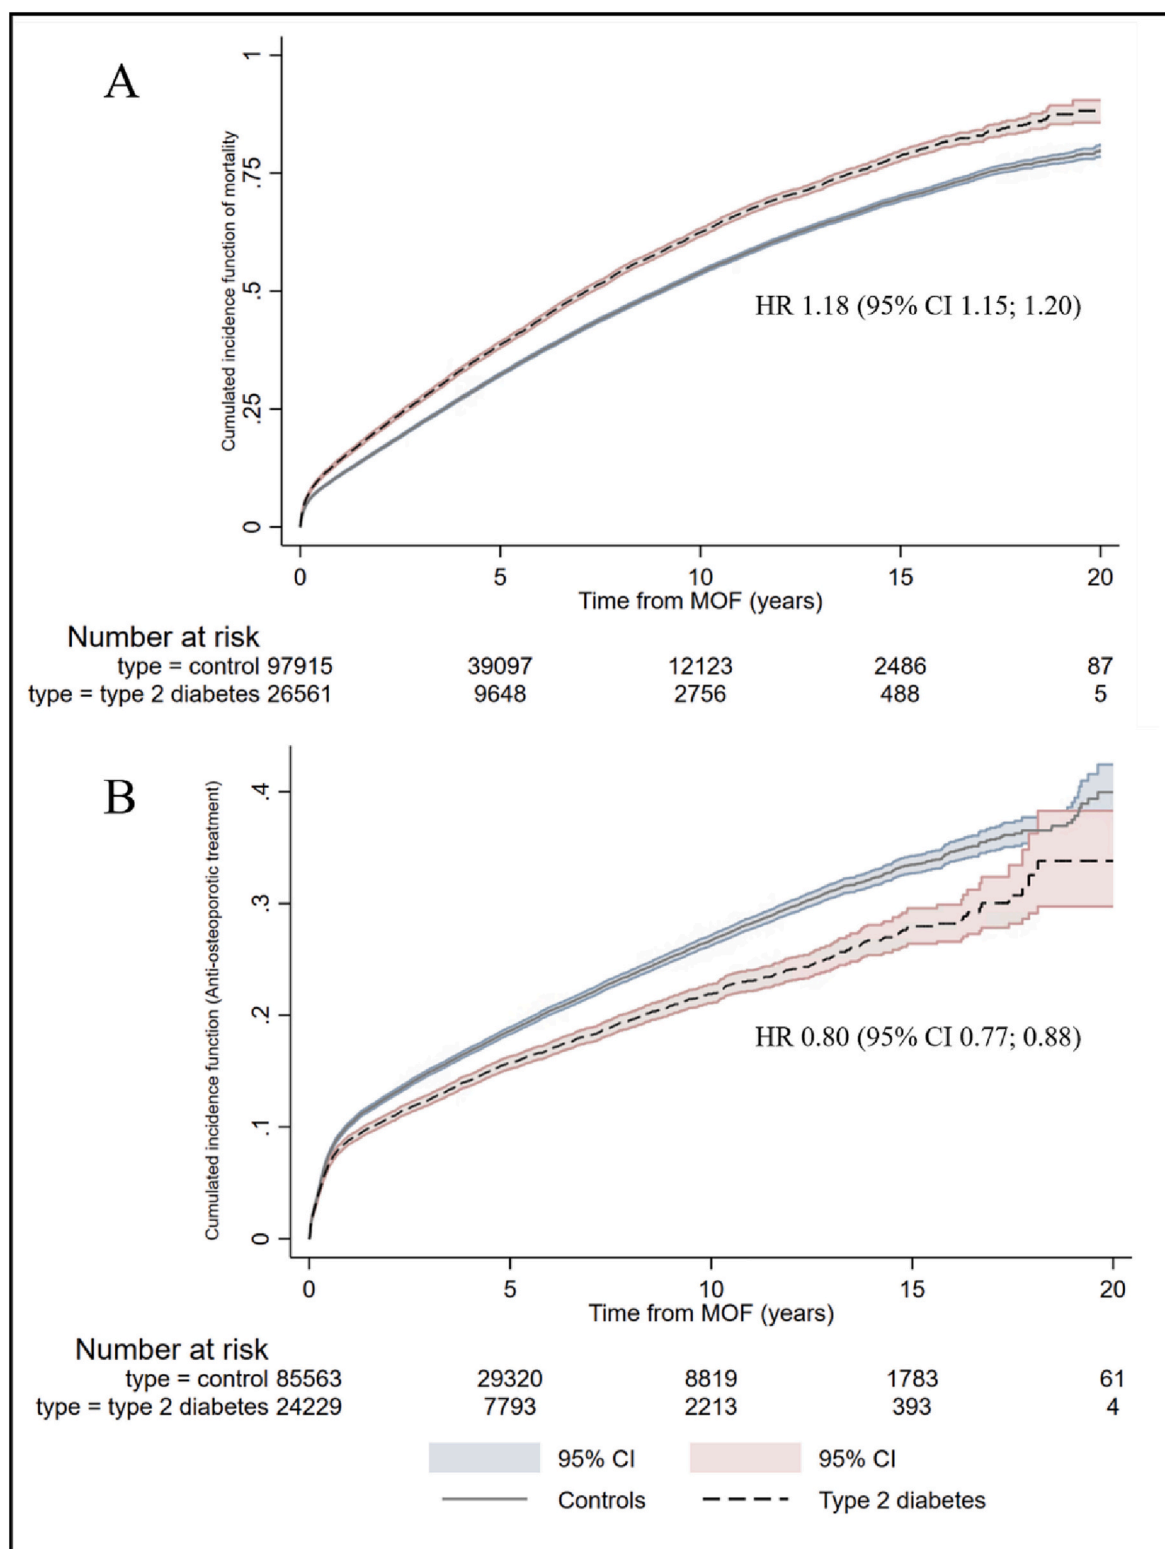 A
Cumulated incidence function of mortality
1
.75
.5
.25
0
HR 1.18 (95% CI 1.15; 1.20)
0 5 10 15 20
Time from MOF (years)
Number at risk
type = control 97915 39097 12123 2486 87
type = type 2 diabetes 26561 9648 2756 488 5
B
Cumulated incidence function (Anti-osteoporotic treatment)
.4
.3
.2
.1
0
HR 0.80 (95% CI 0.77; 0.88)
0 5 10 15 20
Time from MOF (years)
Number at risk
type = control 85563 29320 8819 1783 61
type = type 2 diabetes 24229 7793 2213 393 4
95% CI 95% CI
Controls Type 2 diabetes